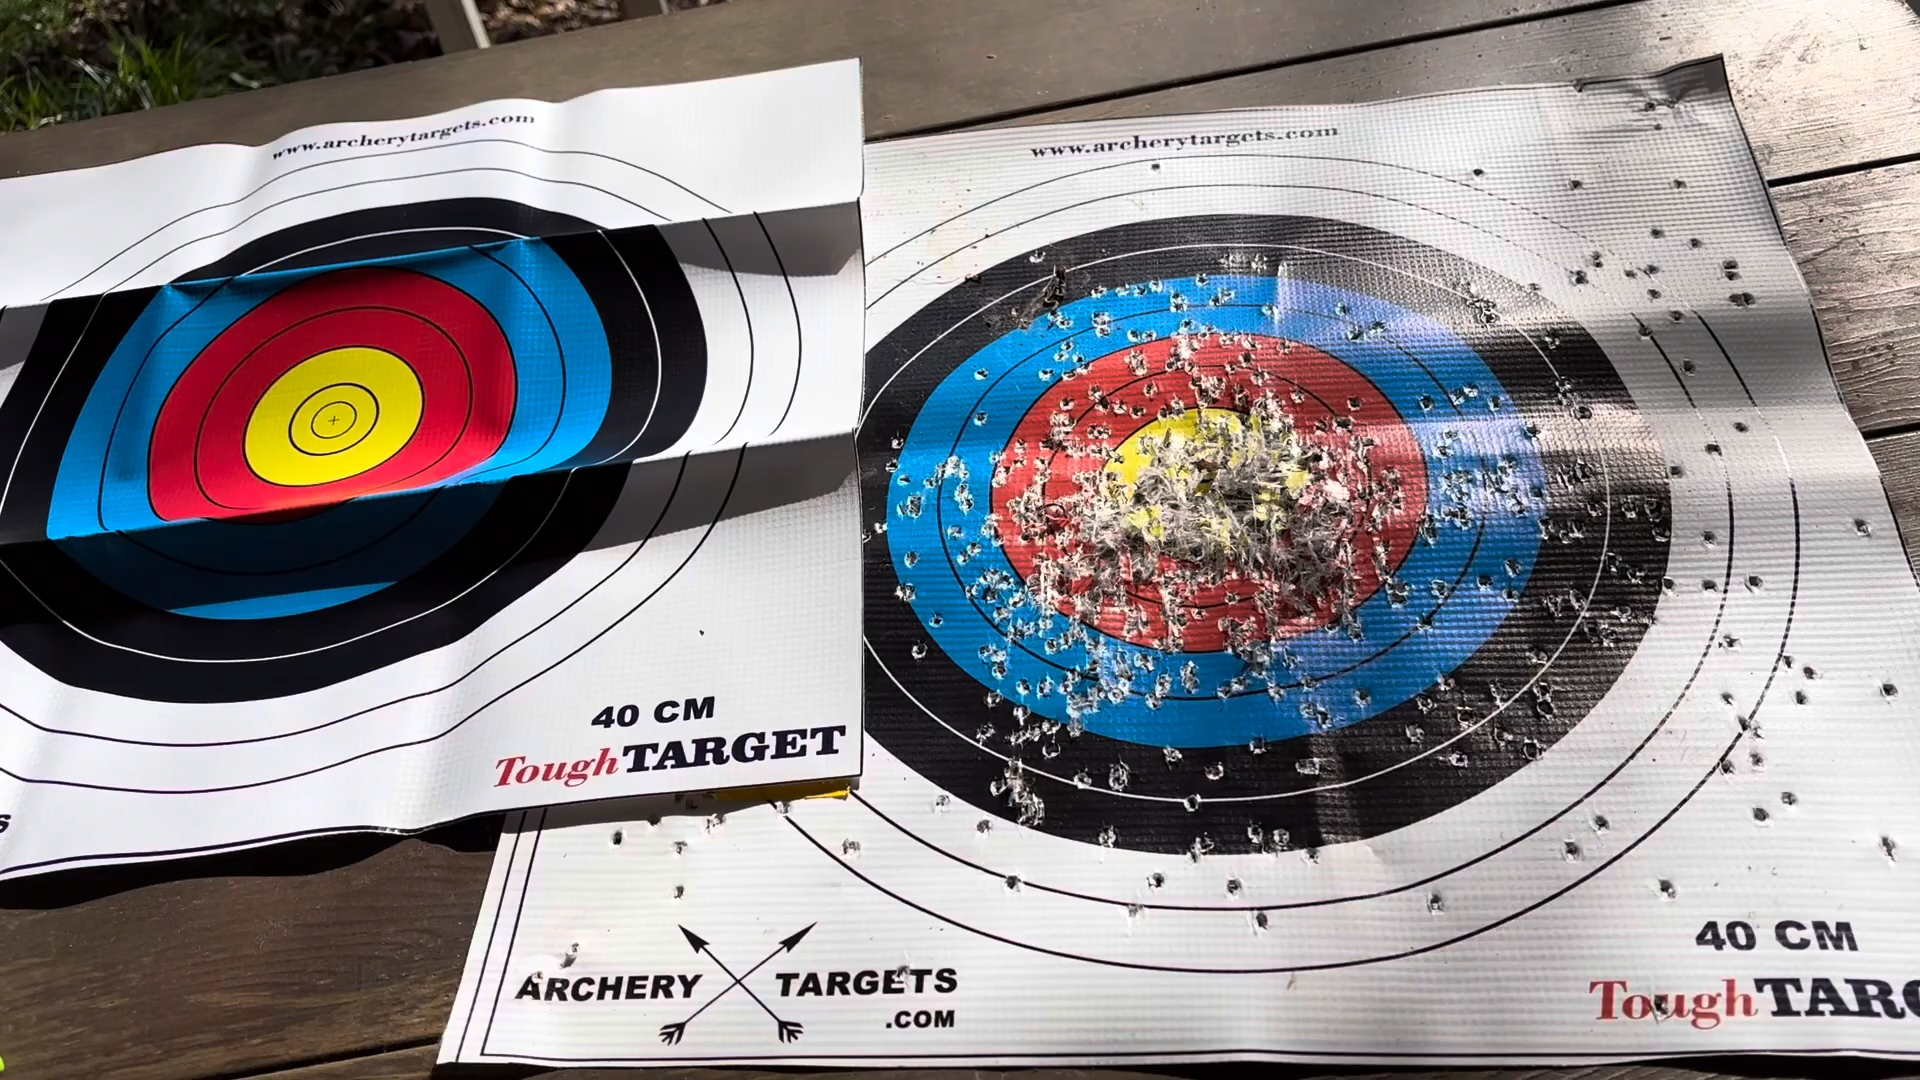 www.archerytargets.com
40 CM
ToughTARGET
S
www.archerytargets.com
ARCHERY TARGETS
.COM
40 CM
ToughTARG